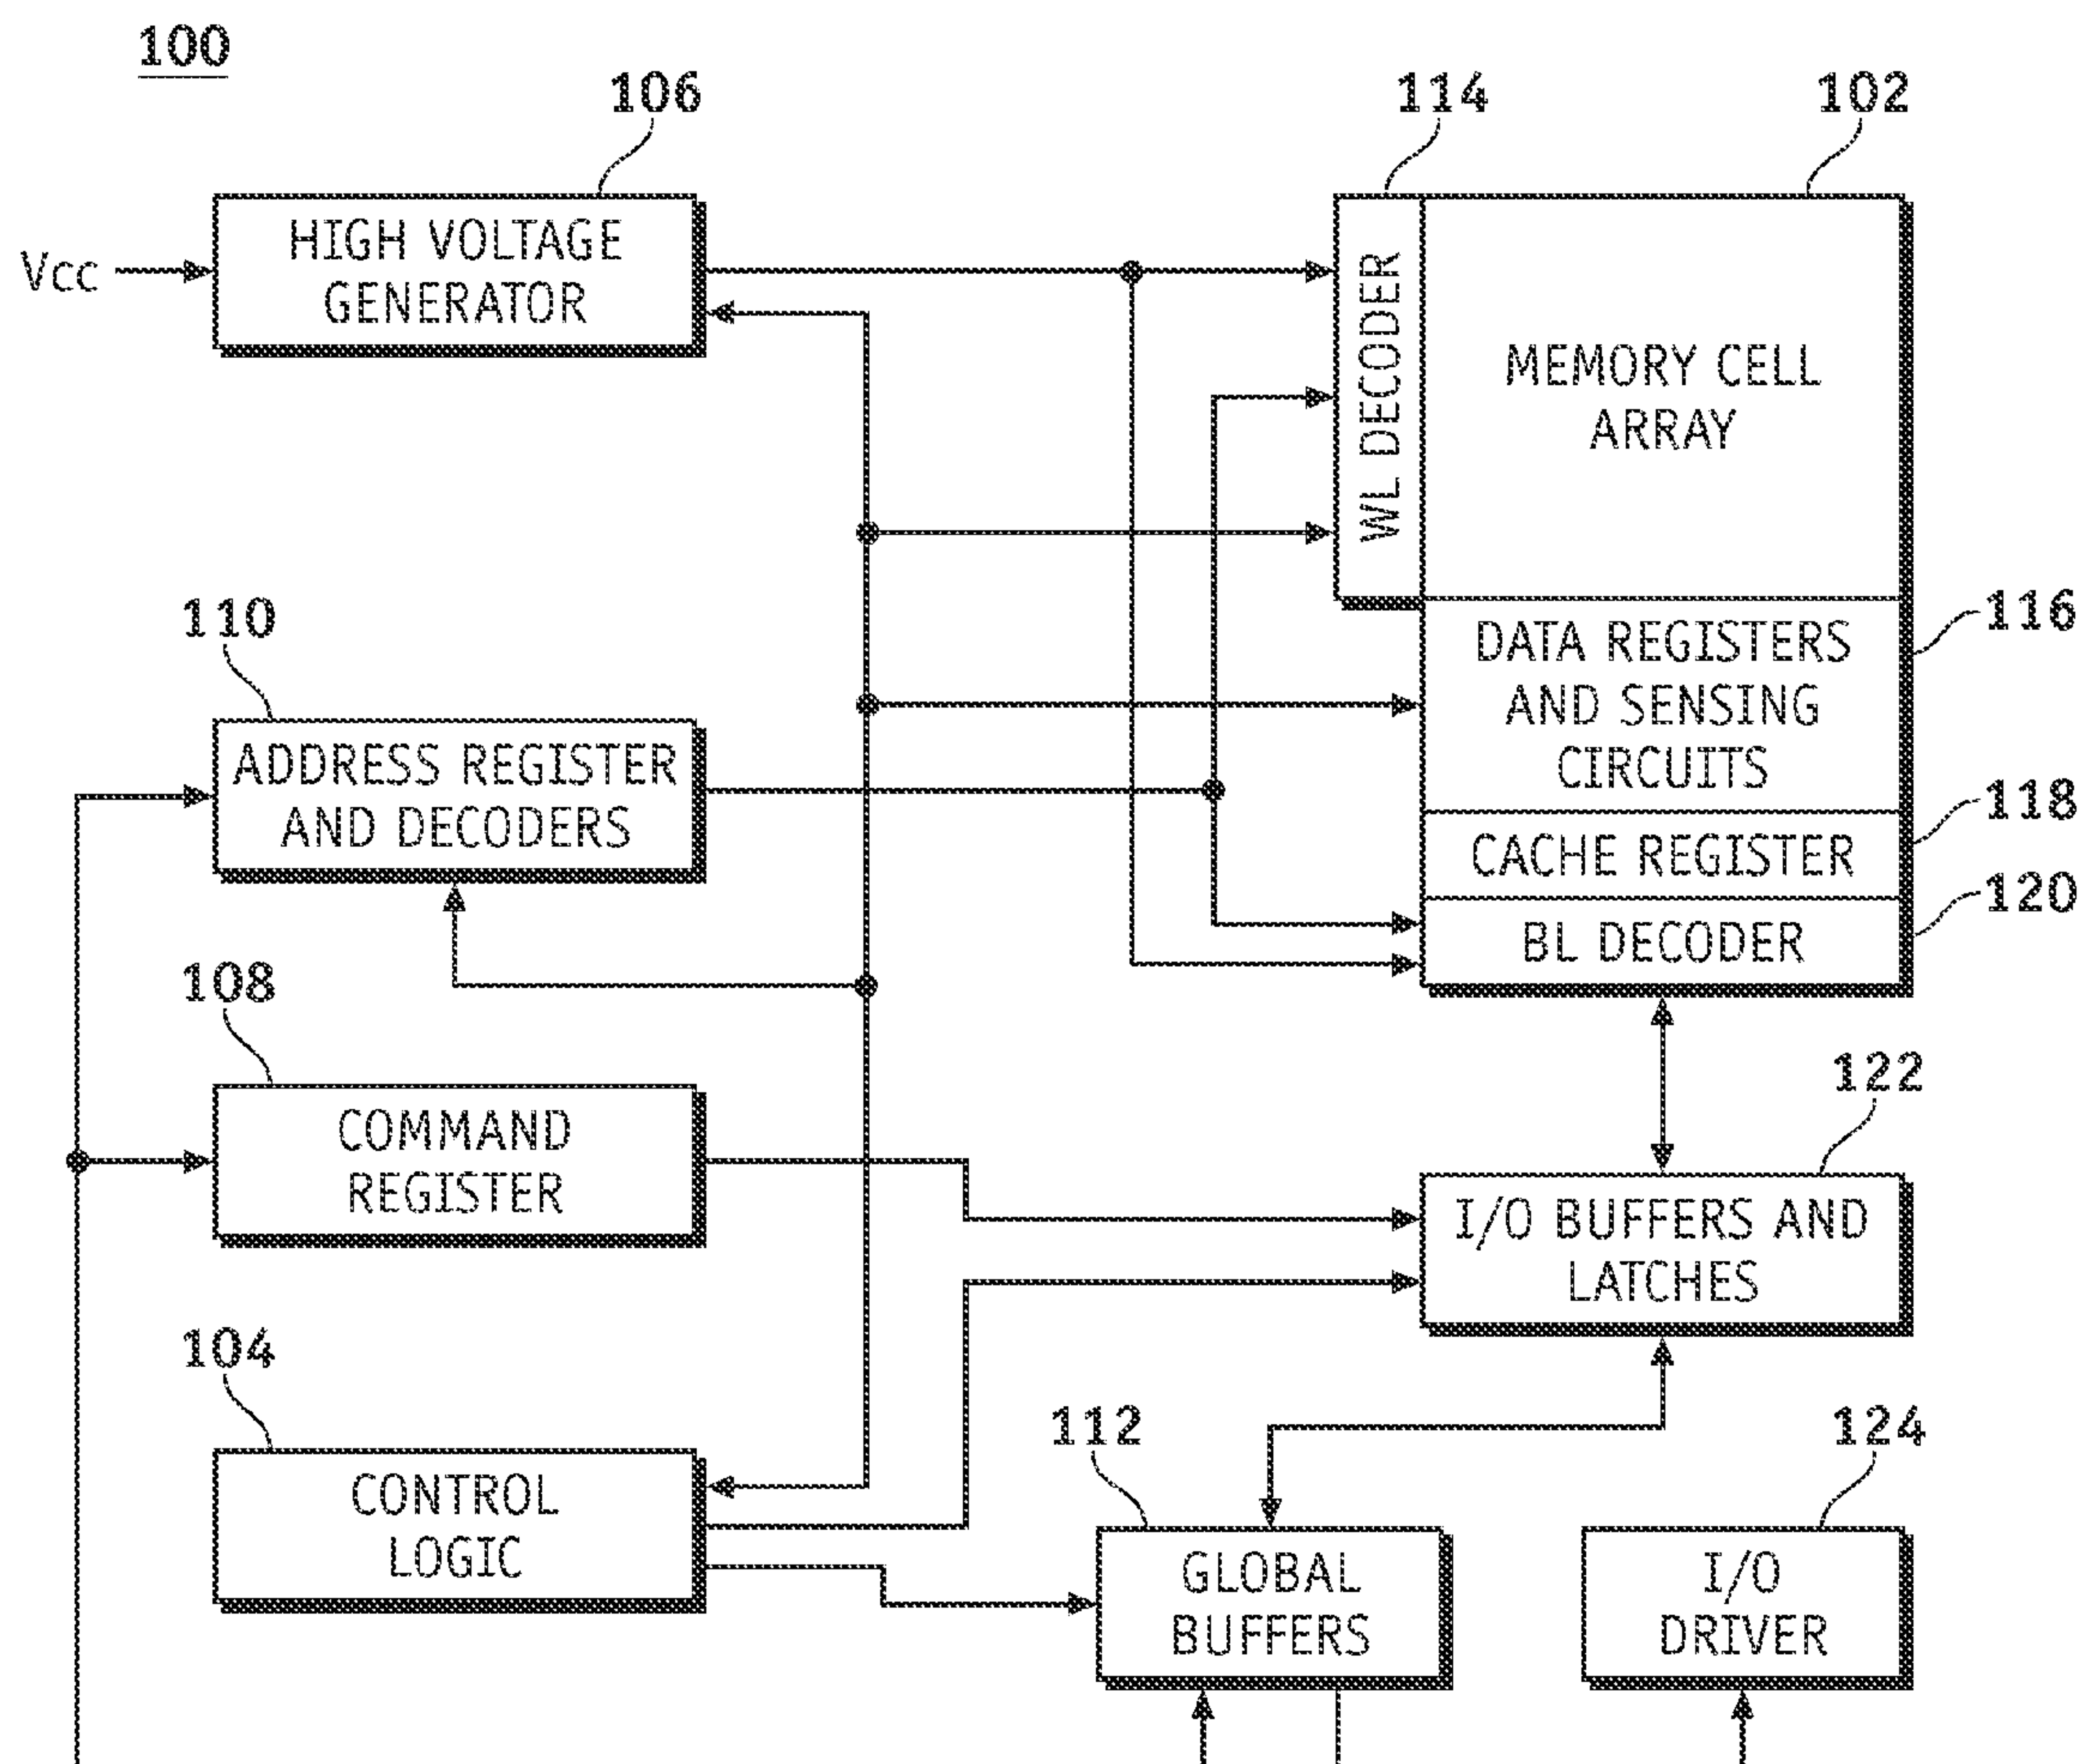 100
106
114
102
HIGH VOLTAGE
GENERATOR
Vcc
WL DECODER
MEMORY CELL
ARRAY
110
116
DATA REGISTERS
AND SENSING
CIRCUITS
ADDRESS REGISTER
AND DECODERS
118
CACHE REGISTER
120
BL DECODER
108
122
COMMAND
REGISTER
I/O BUFFERS AND
LATCHES
104
112
124
CONTROL
LOGIC
GLOBAL
BUFFERS
I/O
DRIVER